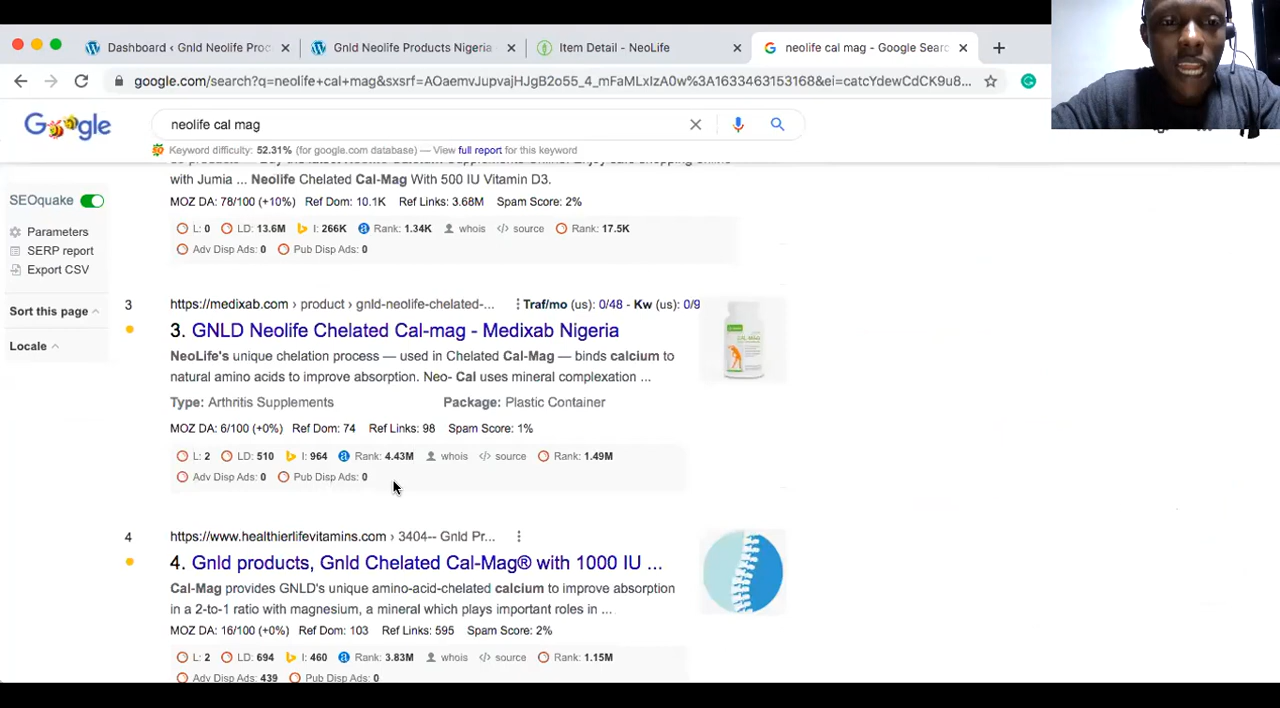 Dashboard ‹ Gnld Neolife Proc
Gnld Neolife Products Nigeria
Item Detail - NeoLife
neolife cal mag - Google Searc
google.com/search?q=neolife+cal+mag&sxsrf=AOaemvJupvajHJgB2o55_4_mFaMLxIzA0w%3A1633463153168&ei=catcYdewCdCK9u8...
Google
neolife cal mag
Keyword difficulty: 52.31% (for google.com database) — View full report for this keyword
SEOquake
Parameters
SERP report
Export CSV
Sort this page
Locale
with Jumia ... Neolife Chelated Cal-Mag With 500 IU Vitamin D3.
MOZ DA: 78/100 (+10%) Ref Dom: 10.1K Ref Links: 3.68M Spam Score: 2%
L: 0 LD: 13.6M I: 266K Rank: 1.34K whois </> source Rank: 17.5K
Adv Disp Ads: 0 Pub Disp Ads: 0
3
https://medixab.com › product › gnld-neolife-chelated-... Traf/mo (us): 0/48 - Kw (us): 0/9
3. GNLD Neolife Chelated Cal-mag - Medixab Nigeria
NeoLife's unique chelation process — used in Chelated Cal-Mag — binds calcium to
natural amino acids to improve absorption. Neo- Cal uses mineral complexation ...
Type: Arthritis Supplements Package: Plastic Container
MOZ DA: 6/100 (+0%) Ref Dom: 74 Ref Links: 98 Spam Score: 1%
L: 2 LD: 510 I: 964 Rank: 4.43M whois </> source Rank: 1.49M
Adv Disp Ads: 0 Pub Disp Ads: 0
CAL-MAG
4
https://www.healthierlifevitamins.com › 3404-- Gnld Pr...
4. Gnld products, Gnld Chelated Cal-Mag® with 1000 IU ...
Cal-Mag provides GNLD's unique amino-acid-chelated calcium to improve absorption
in a 2-to-1 ratio with magnesium, a mineral which plays important roles in ...
MOZ DA: 16/100 (+0%) Ref Dom: 103 Ref Links: 595 Spam Score: 2%
L: 2 LD: 694 I: 460 Rank: 3.83M whois </> source Rank: 1.15M
Adv Disp Ads: 439 Pub Disp Ads: 0